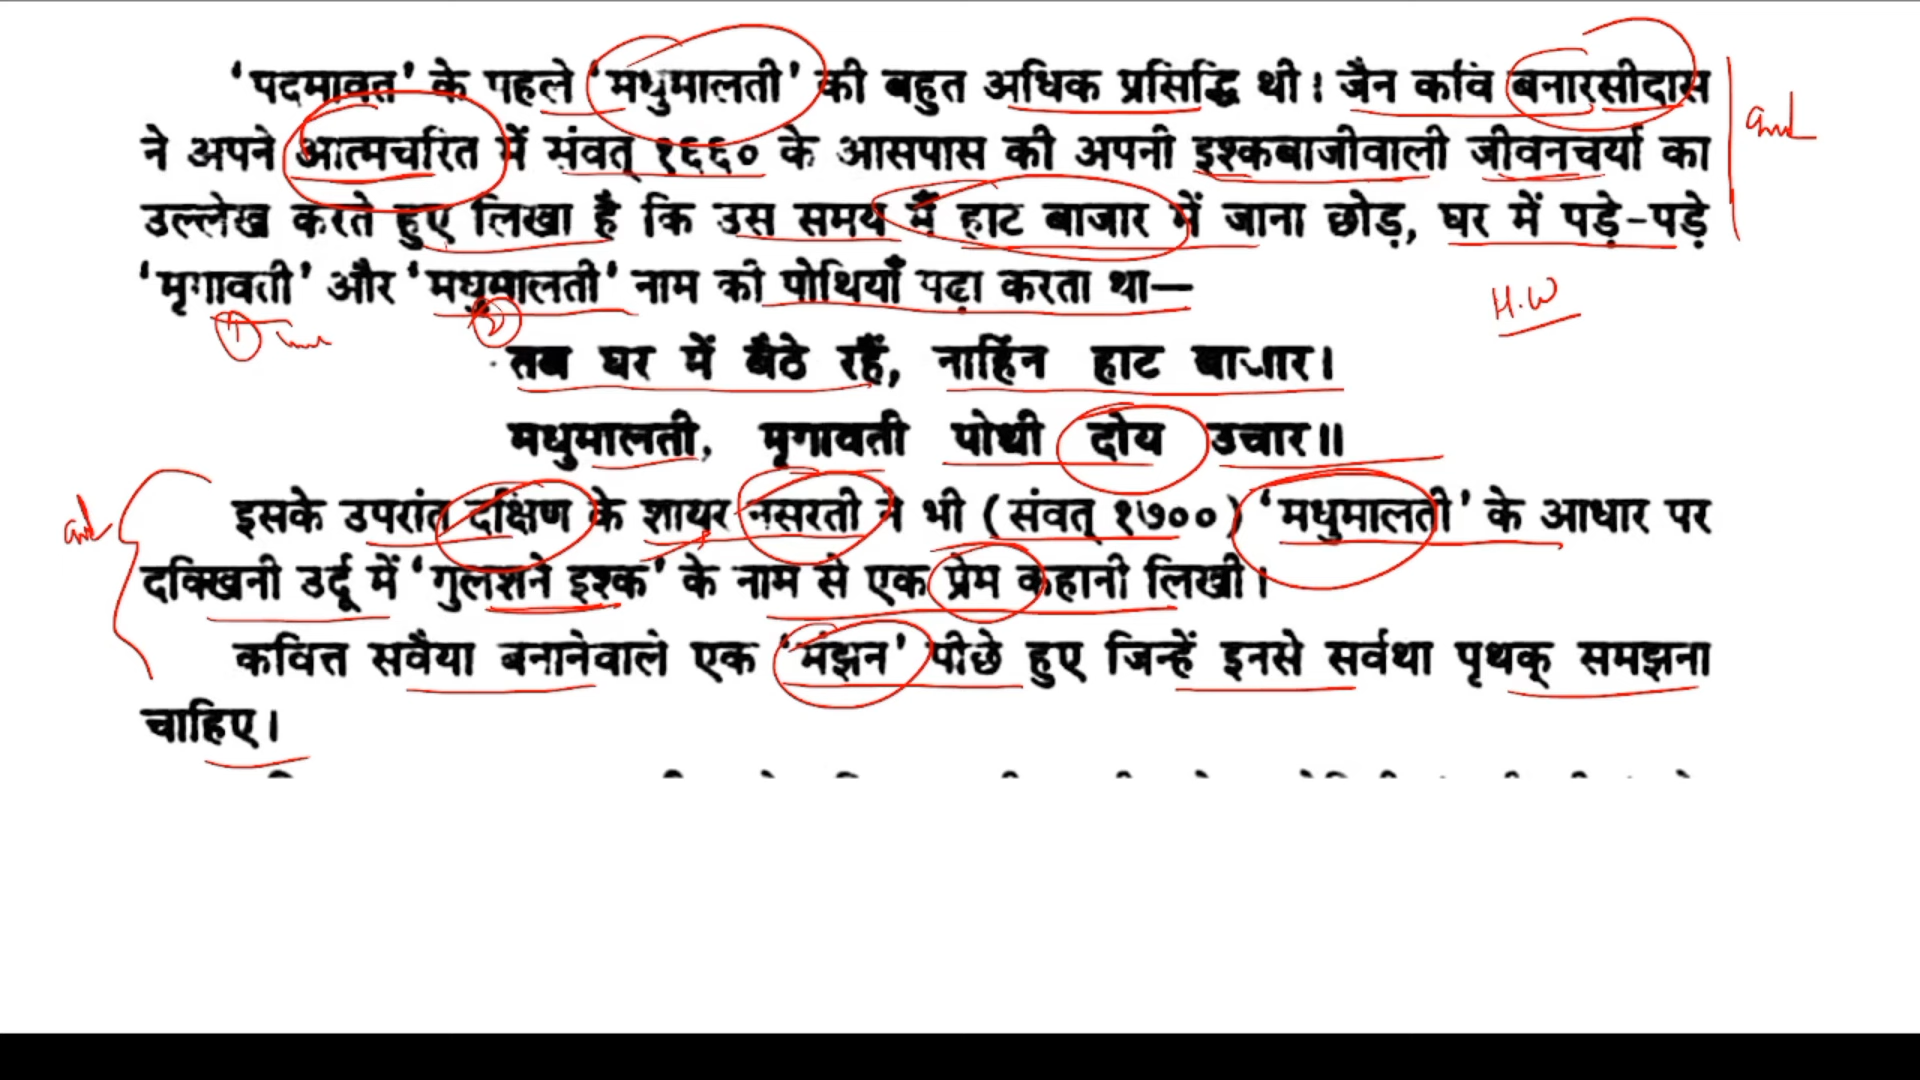 ‘पदमावत’ के पहले ‘मधुमालती’ की बहुत अधिक प्रसिद्धि थी। जैन कवि बनारसीदास
ने अपने आत्मचरित में संवत् १६६० के आसपास की अपनी इश्कबाजीवाली जीवनचर्या का
उल्लेख करते हुए लिखा है कि उस समय मैं हाट बाजार में जाना छोड़, घर में पड़े-पड़े
‘मृगावती’ और ‘मधुमालती’ नाम की पोथियाँ पढ़ा करता था—
H.W
① ②
तब घर में बैठे रहैं, नाहिंन हाट बाजार।
मधुमालती, मृगावती पोथी दोय उचार॥
इसके उपरांत दक्षिण के शायर नसरती ने भी (संवत् १७००) ‘मधुमालती’ के आधार पर
दक्खिनी उर्दू में ‘गुलशने इश्क’ के नाम से एक प्रेम कहानी लिखी।
कवित्त सवैया बनानेवाले एक ‘मंझन’ पीछे हुए जिन्हें इनसे सर्वथा पृथक् समझना
चाहिए।